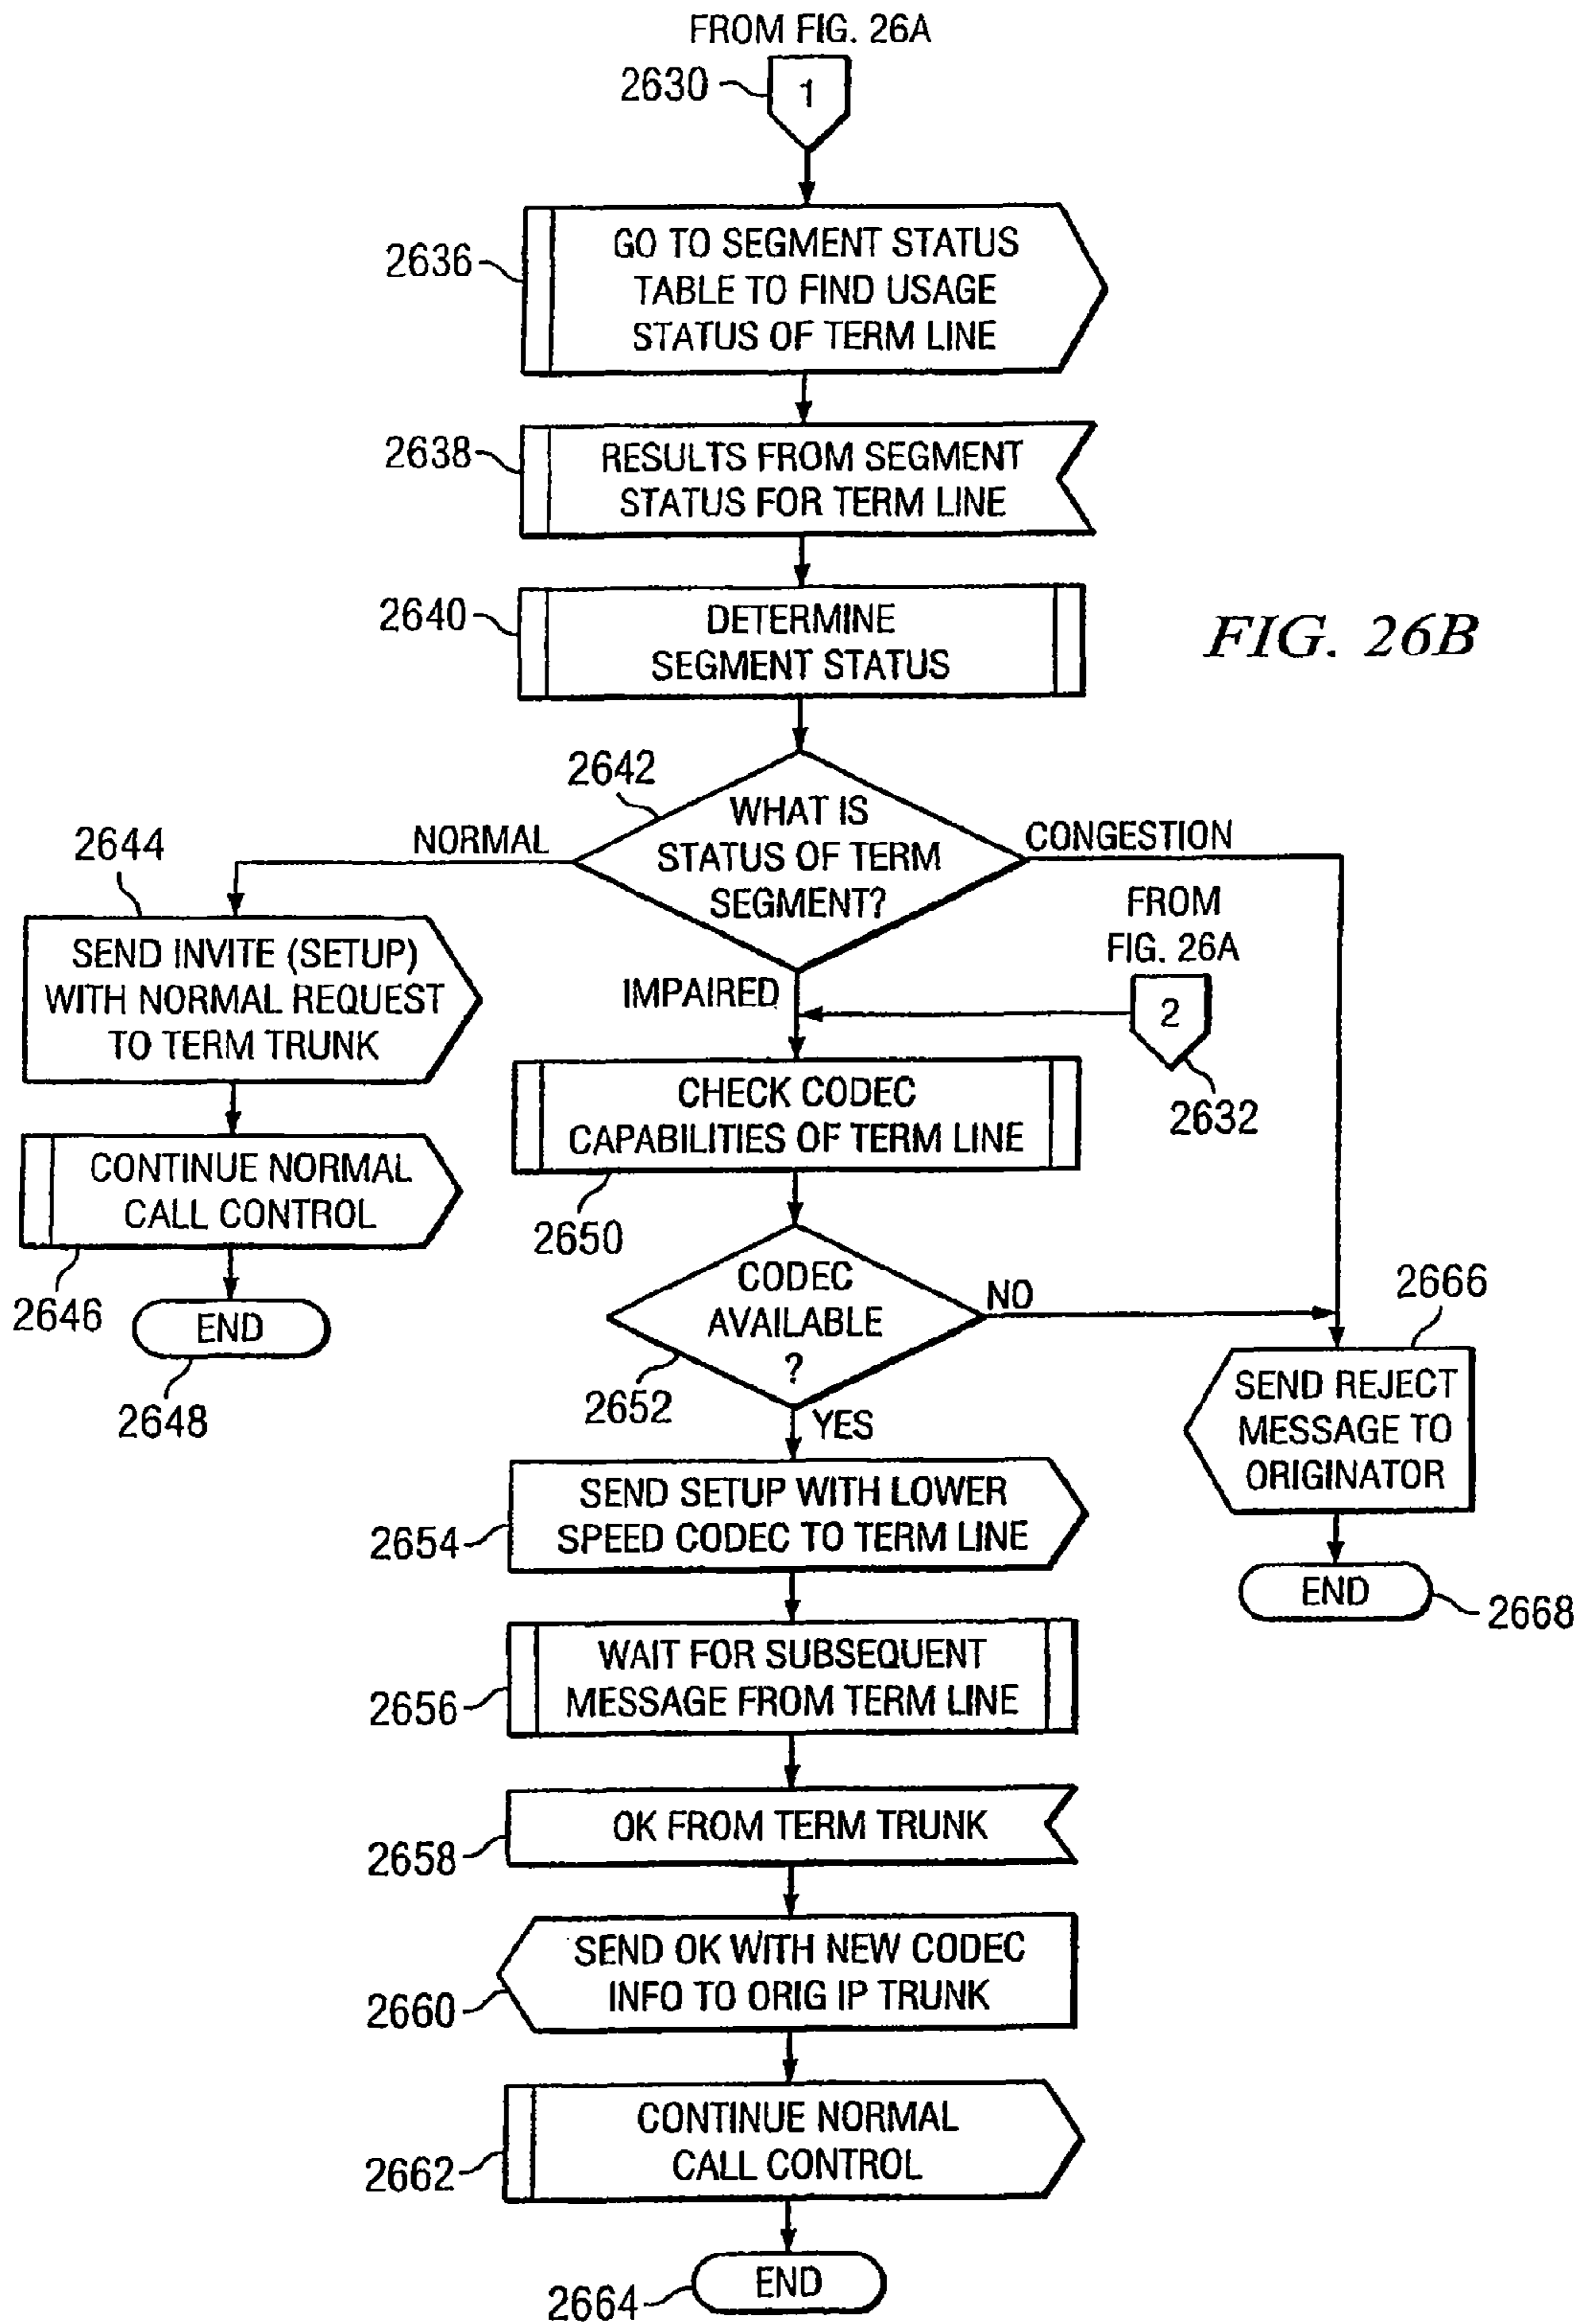 FROM FIG. 26A
2630
1
2636
GO TO SEGMENT STATUS
TABLE TO FIND USAGE
STATUS OF TERM LINE
2638
RESULTS FROM SEGMENT
STATUS FOR TERM LINE
2640
DETERMINE
SEGMENT STATUS
FIG. 26B
2642
WHAT IS
STATUS OF TERM
SEGMENT?
NORMAL
CONGESTION
IMPAIRED
2644
SEND INVITE (SETUP)
WITH NORMAL REQUEST
TO TERM TRUNK
CONTINUE NORMAL
CALL CONTROL
2646
END
2648
FROM
FIG. 26A
2
2632
CHECK CODEC
CAPABILITIES OF TERM LINE
2650
CODEC
AVAILABLE
?
2652
NO
YES
2666
SEND REJECT
MESSAGE TO
ORIGINATOR
END
2668
SEND SETUP WITH LOWER
SPEED CODEC TO TERM LINE
2654
WAIT FOR SUBSEQUENT
MESSAGE FROM TERM LINE
2656
OK FROM TERM TRUNK
2658
SEND OK WITH NEW CODEC
INFO TO ORIG IP TRUNK
2660
CONTINUE NORMAL
CALL CONTROL
2662
END
2664